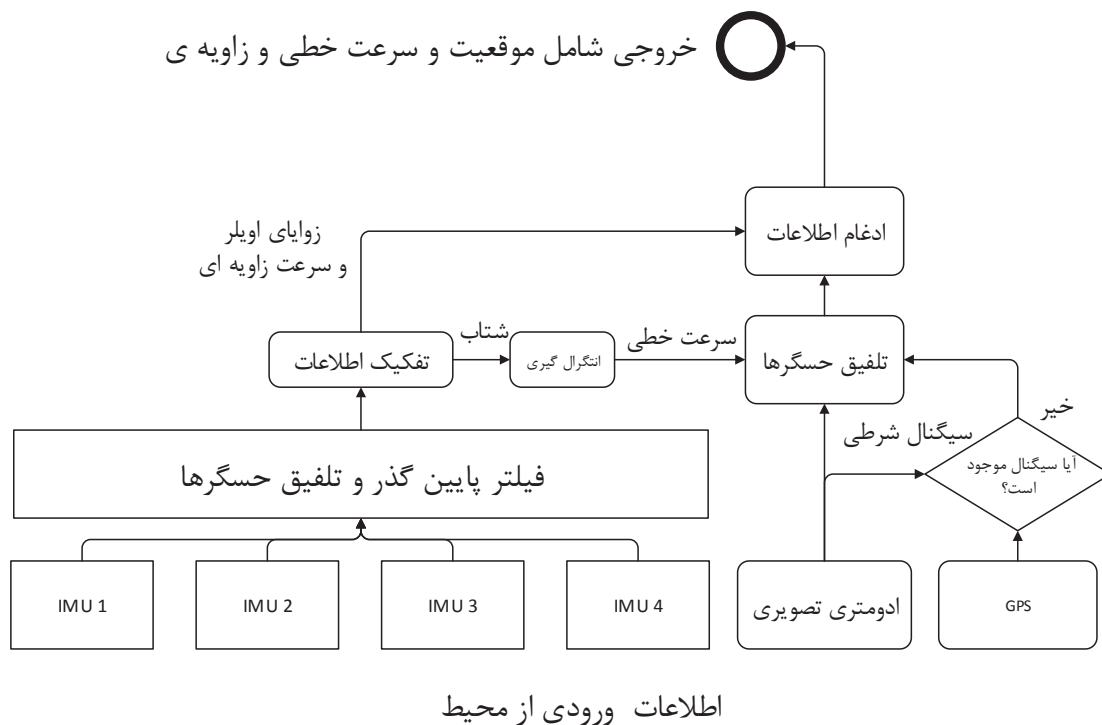 خروجی شامل موقعیت و سرعت خطی و زاویه ی
ادغام اطلاعات
زوایای اویلر
و سرعت زاویه ای
شتاب
سرعت خطی
تفکیک اطلاعات
انتگرال گیری
تلفیق حسگرها
خیر
سیگنال شرطی
آیا سیگنال موجود
است؟
فیلتر پایین گذر و تلفیق حسگرها
IMU 1
IMU 2
IMU 3
IMU 4
ادومتری تصویری
GPS
اطلاعات ورودی از محیط